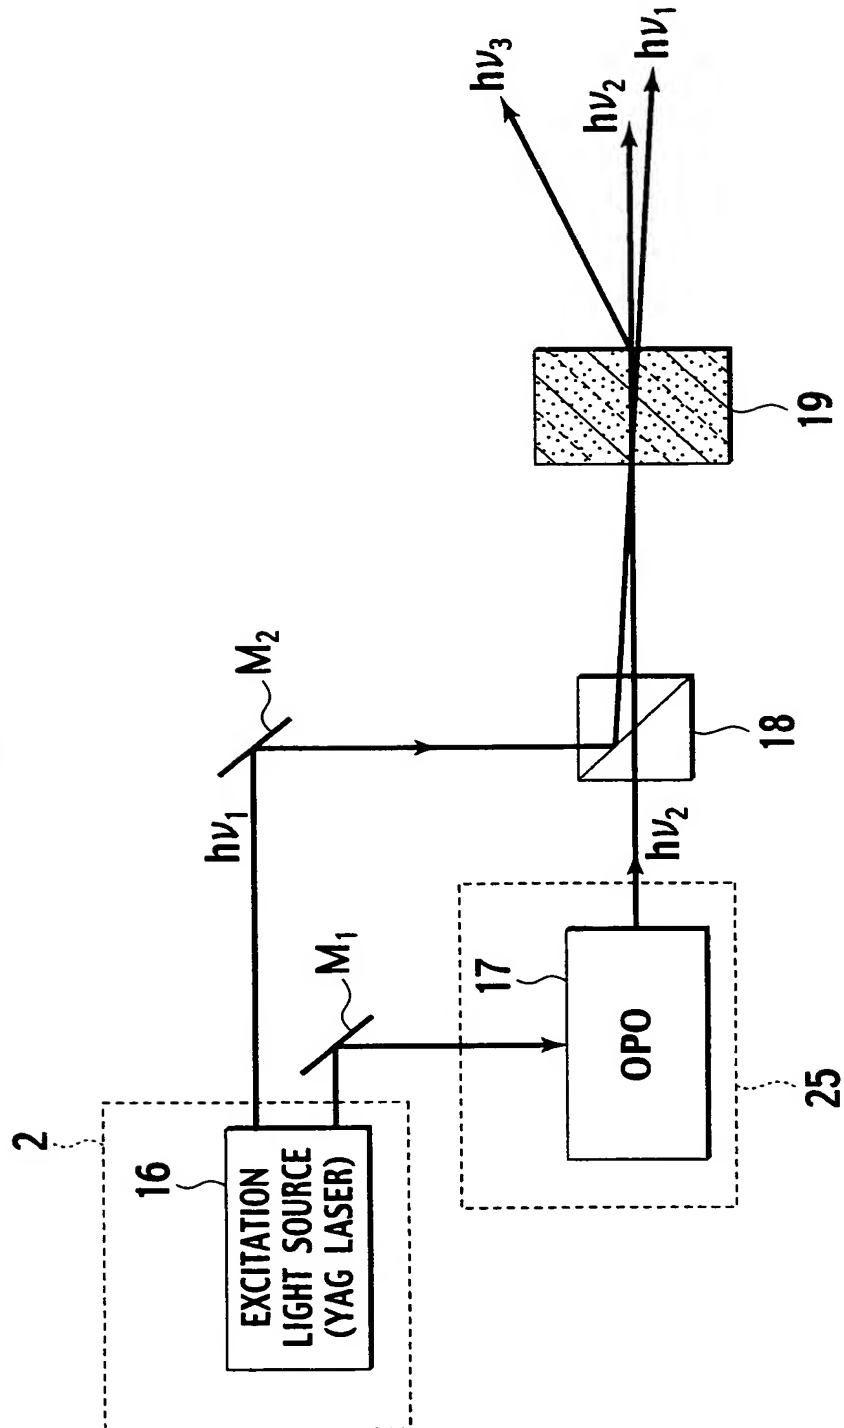 2
16
EXCITATION
LIGHT SOURCE
(YAG LASER)
hν₁
M₂
M₁
25
17
OPO
hν₂
18
19
hν₃
hν₂
hν₁